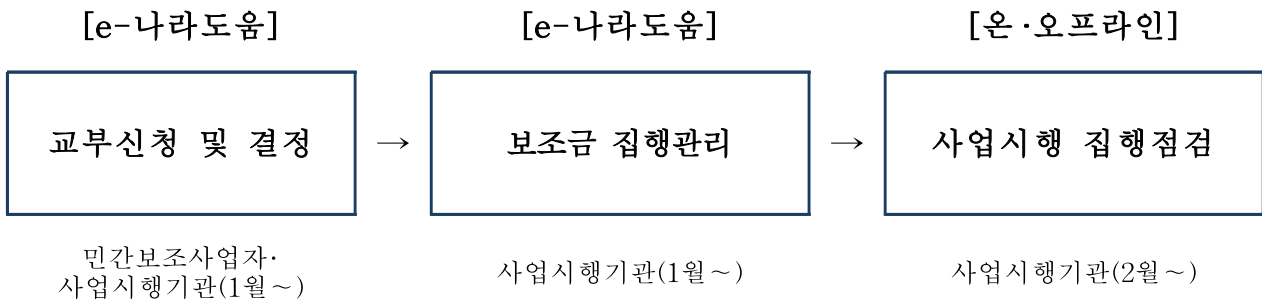 [e-나라도움]
[e-나라도움]
[온·오프라인]
교부신청 및 결정
→
보조금 집행관리
→
사업시행 집행점검
민간보조사업자·
사업시행기관(1월～)
사업시행기관(1월～)
사업시행기관(2월～)